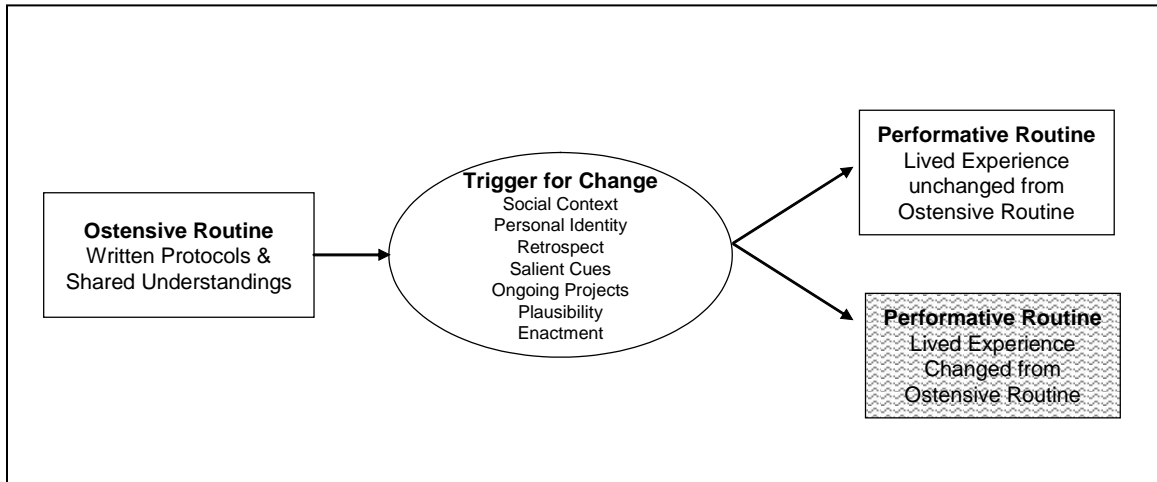 Ostensive Routine
Written Protocols &
Shared Understandings
Trigger for Change
Social Context
Personal Identity
Retrospect
Salient Cues
Ongoing Projects
Plausibility
Enactment
Performative Routine
Lived Experience
unchanged from
Ostensive Routine
Performative Routine
Lived Experience
Changed from
Ostensive Routine